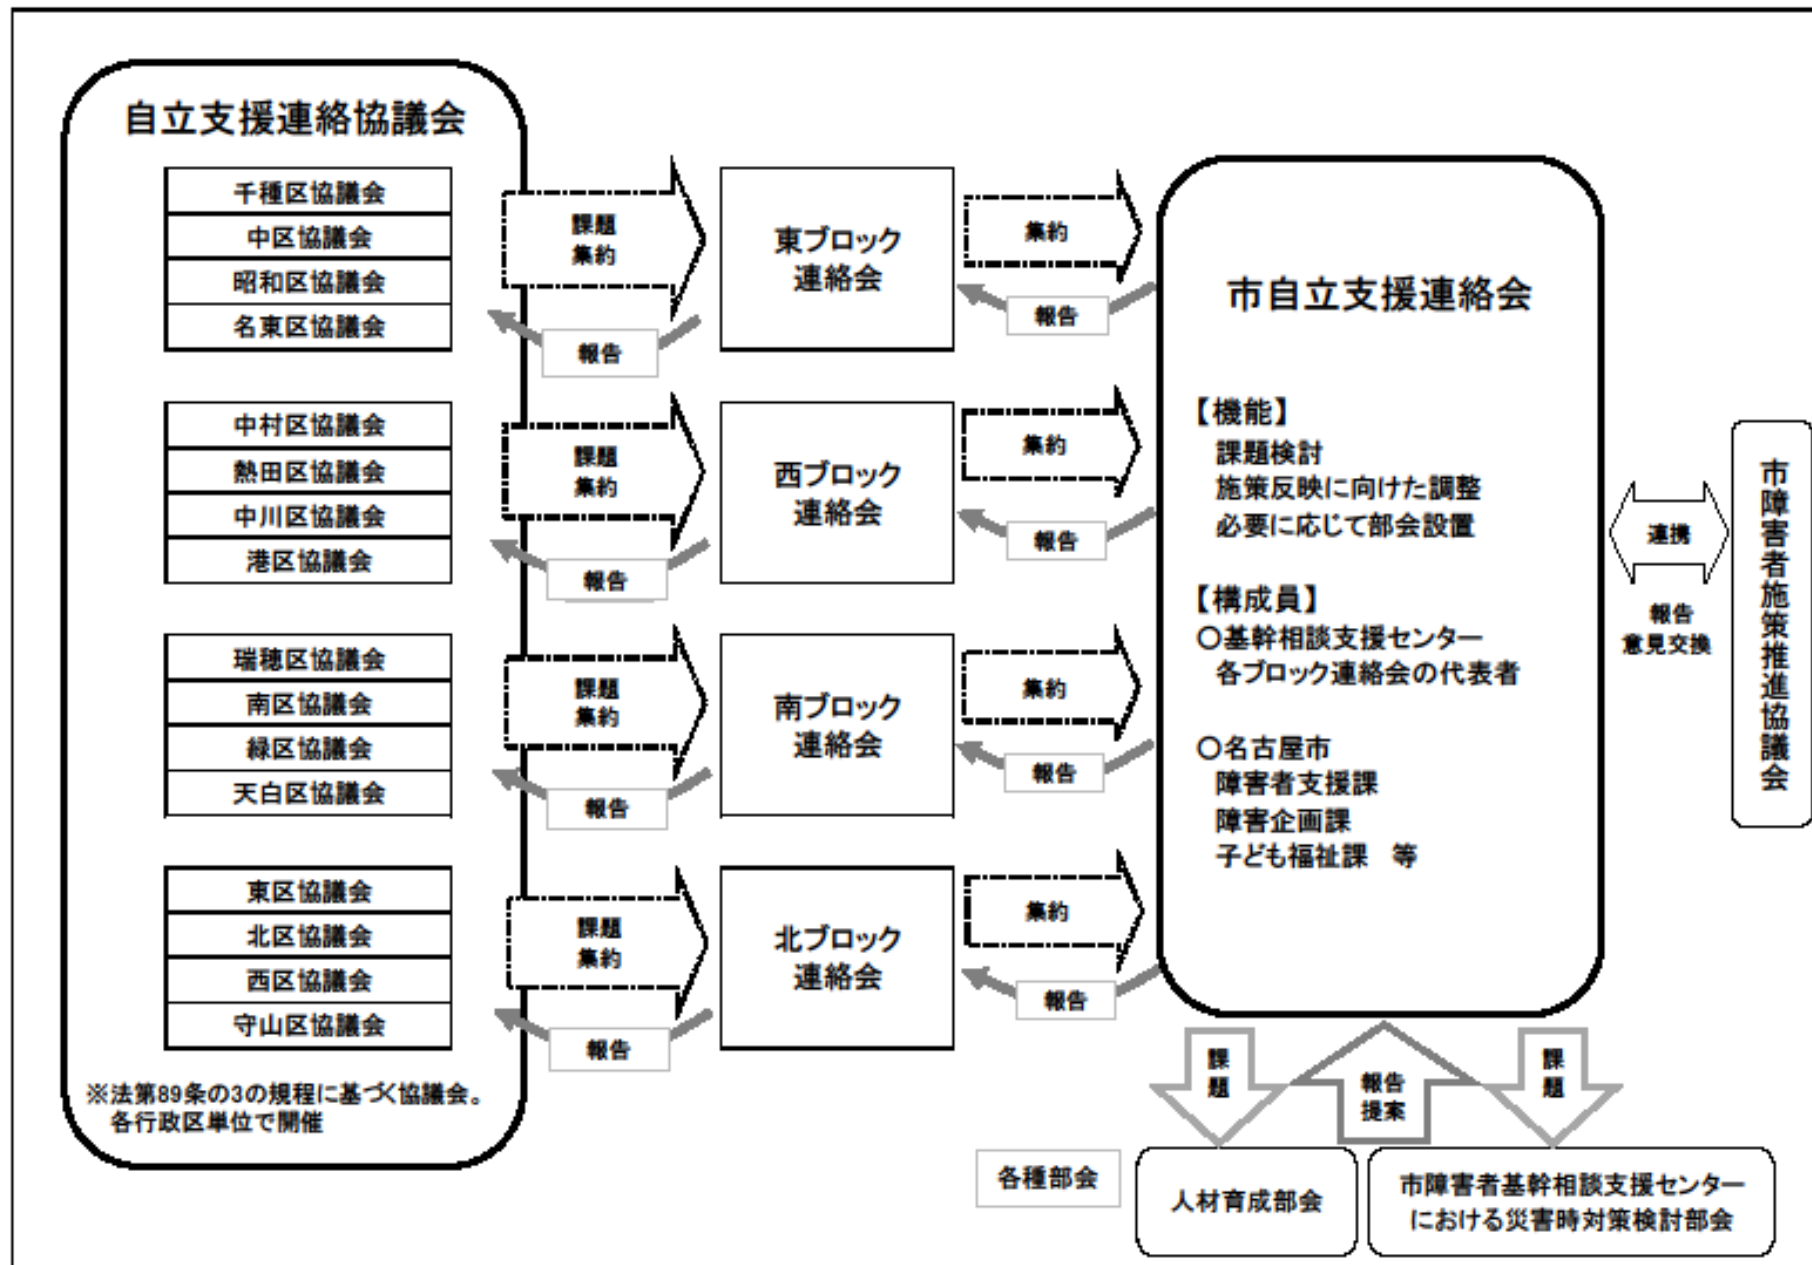 自立支援連絡協議会
千種区協議会
中区協議会
昭和区協議会
名東区協議会
中村区協議会
熱田区協議会
中川区協議会
港区協議会
瑞穂区協議会
南区協議会
緑区協議会
天白区協議会
東区協議会
北区協議会
西区協議会
守山区協議会
※法第89条の3の規程に基づく協議会。
各行政区単位で開催
課題
集約
報告
課題
集約
報告
課題
集約
報告
課題
集約
報告
東ブロック
連絡会
西ブロック
連絡会
南ブロック
連絡会
北ブロック
連絡会
集約
報告
集約
報告
集約
報告
集約
報告
市自立支援連絡会
【機能】
課題検討
施策反映に向けた調整
必要に応じて部会設置
【構成員】
〇基幹相談支援センター
各ブロック連絡会の代表者
〇名古屋市
障害者支援課
障害企画課
子ども福祉課　等
連携
報告
意見交換
市障害者施策推進協議会
課題
報告
提案
課題
各種部会
人材育成部会
市障害者基幹相談支援センター
における災害時対策検討部会